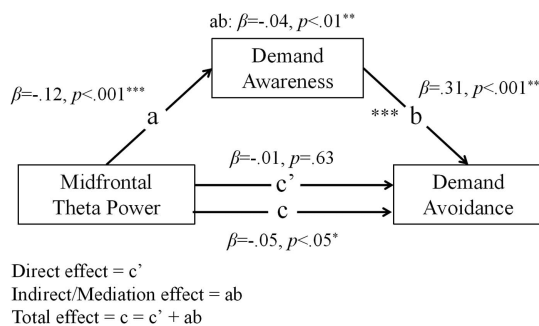 ab: β=-.04, p<.01**
Demand
Awareness
β=-.12, p<.001***
a
β=.31, p<.001**
*** b
Midfrontal
Theta Power
β=-.01, p=.63
c’
c
β=-.05, p<.05*
Demand
Avoidance
Direct effect = c’
Indirect/Mediation effect = ab
Total effect = c = c’ + ab